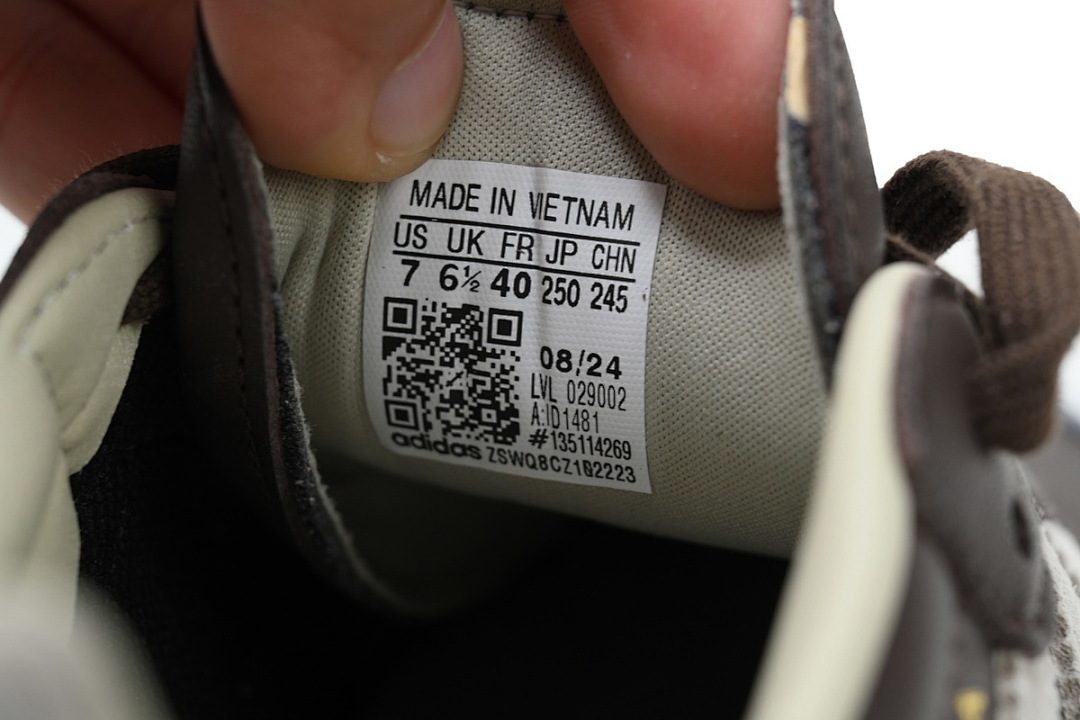 MADE IN VIETNAM
US UK FR JP CHN
7 6½ 40 250 245
08/24
LVL 029002
A:ID1481
#135114269
adidas ZSWQ8CZ102223